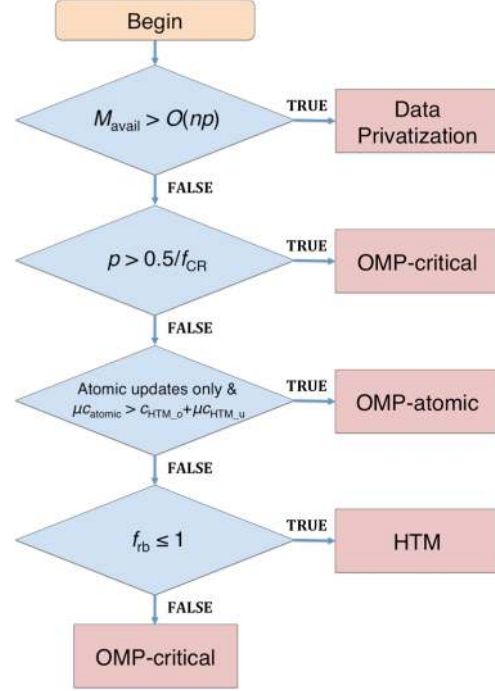 Begin
M_avail > O(np)
TRUE
Data
Privatization
FALSE
p > 0.5/f_CR
TRUE
OMP-critical
FALSE
Atomic updates only &
μc_atomic > c_HTM_o+μc_HTM_u
TRUE
OMP-atomic
FALSE
f_rb ≤ 1
TRUE
HTM
FALSE
OMP-critical